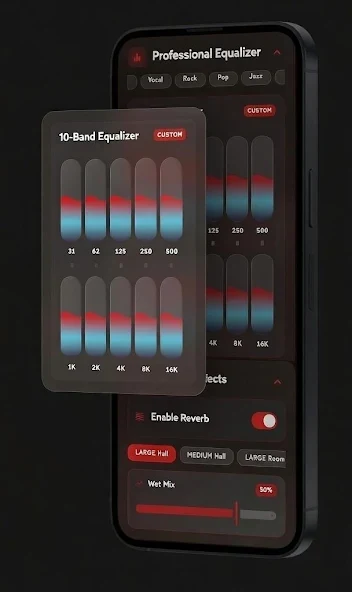 Professional Equalizer
Vocal Rock Pop Jazz
CUSTOM
10-Band Equalizer CUSTOM
31 62 125 250 500
1K 2K 4K 8K 16K
125 250 500
4K 8K 16K
ects
Enable Reverb
LARGE Hall MEDIUM Hall LARGE Room
Wet Mix 50%